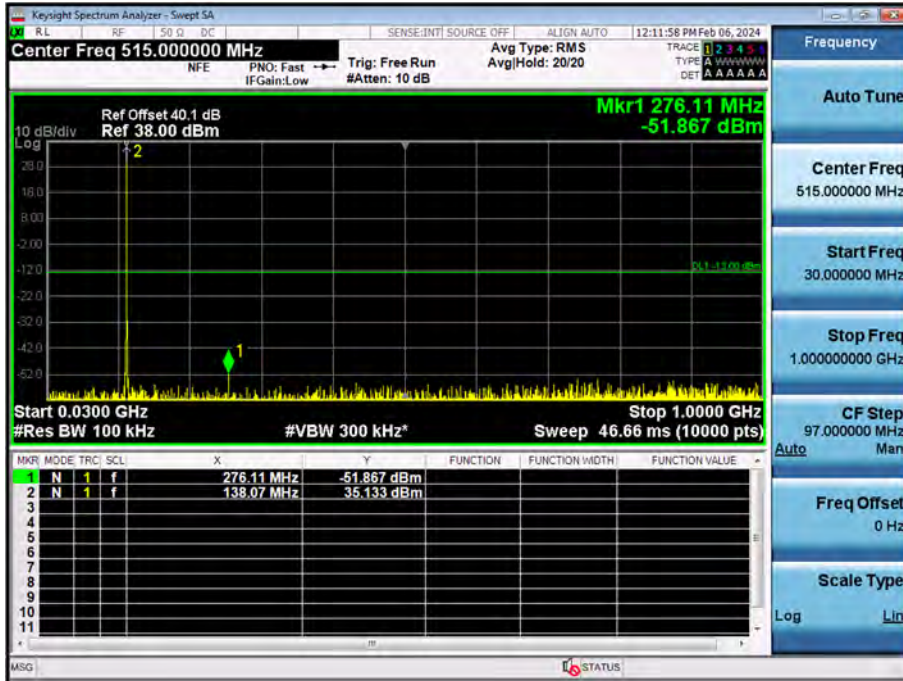 Keysight Spectrum Analyzer - Swept SA
LXI RL RF 50 Ω DC SENSE:INT SOURCE OFF ALIGN AUTO 12:11:58 PM Feb 06, 2024
Center Freq 515.000000 MHz
NFE PNO: Fast Trig: Free Run Avg Type: RMS TRACE 1 2 3 4 5 6
IFGain:Low #Atten: 10 dB Avg|Hold: 20/20 TYPE A WWWWW
DET A A A A A A
Ref Offset 40.1 dB Mkr1 276.11 MHz
10 dB/div Ref 38.00 dBm -51.867 dBm
Log
2
28.0
18.0
8.00
-2.00
-12.0 DL1 -13.00 dBm
-22.0
-32.0
-42.0
1
-52.0
Start 0.0300 GHz Stop 1.0000 GHz
#Res BW 100 kHz #VBW 300 kHz* Sweep 46.66 ms (10000 pts)
MKR MODE TRC SCL X Y FUNCTION FUNCTION WIDTH FUNCTION VALUE
1 N 1 f 276.11 MHz -51.867 dBm
2 N 1 f 138.07 MHz 35.133 dBm
3
4
5
6
7
8
9
10
11
MSG STATUS
Frequency
Auto Tune
Center Freq
515.000000 MHz
Start Freq
30.000000 MHz
Stop Freq
1.000000000 GHz
CF Step
97.000000 MHz
Auto Man
Freq Offset
0 Hz
Scale Type
Log Lin